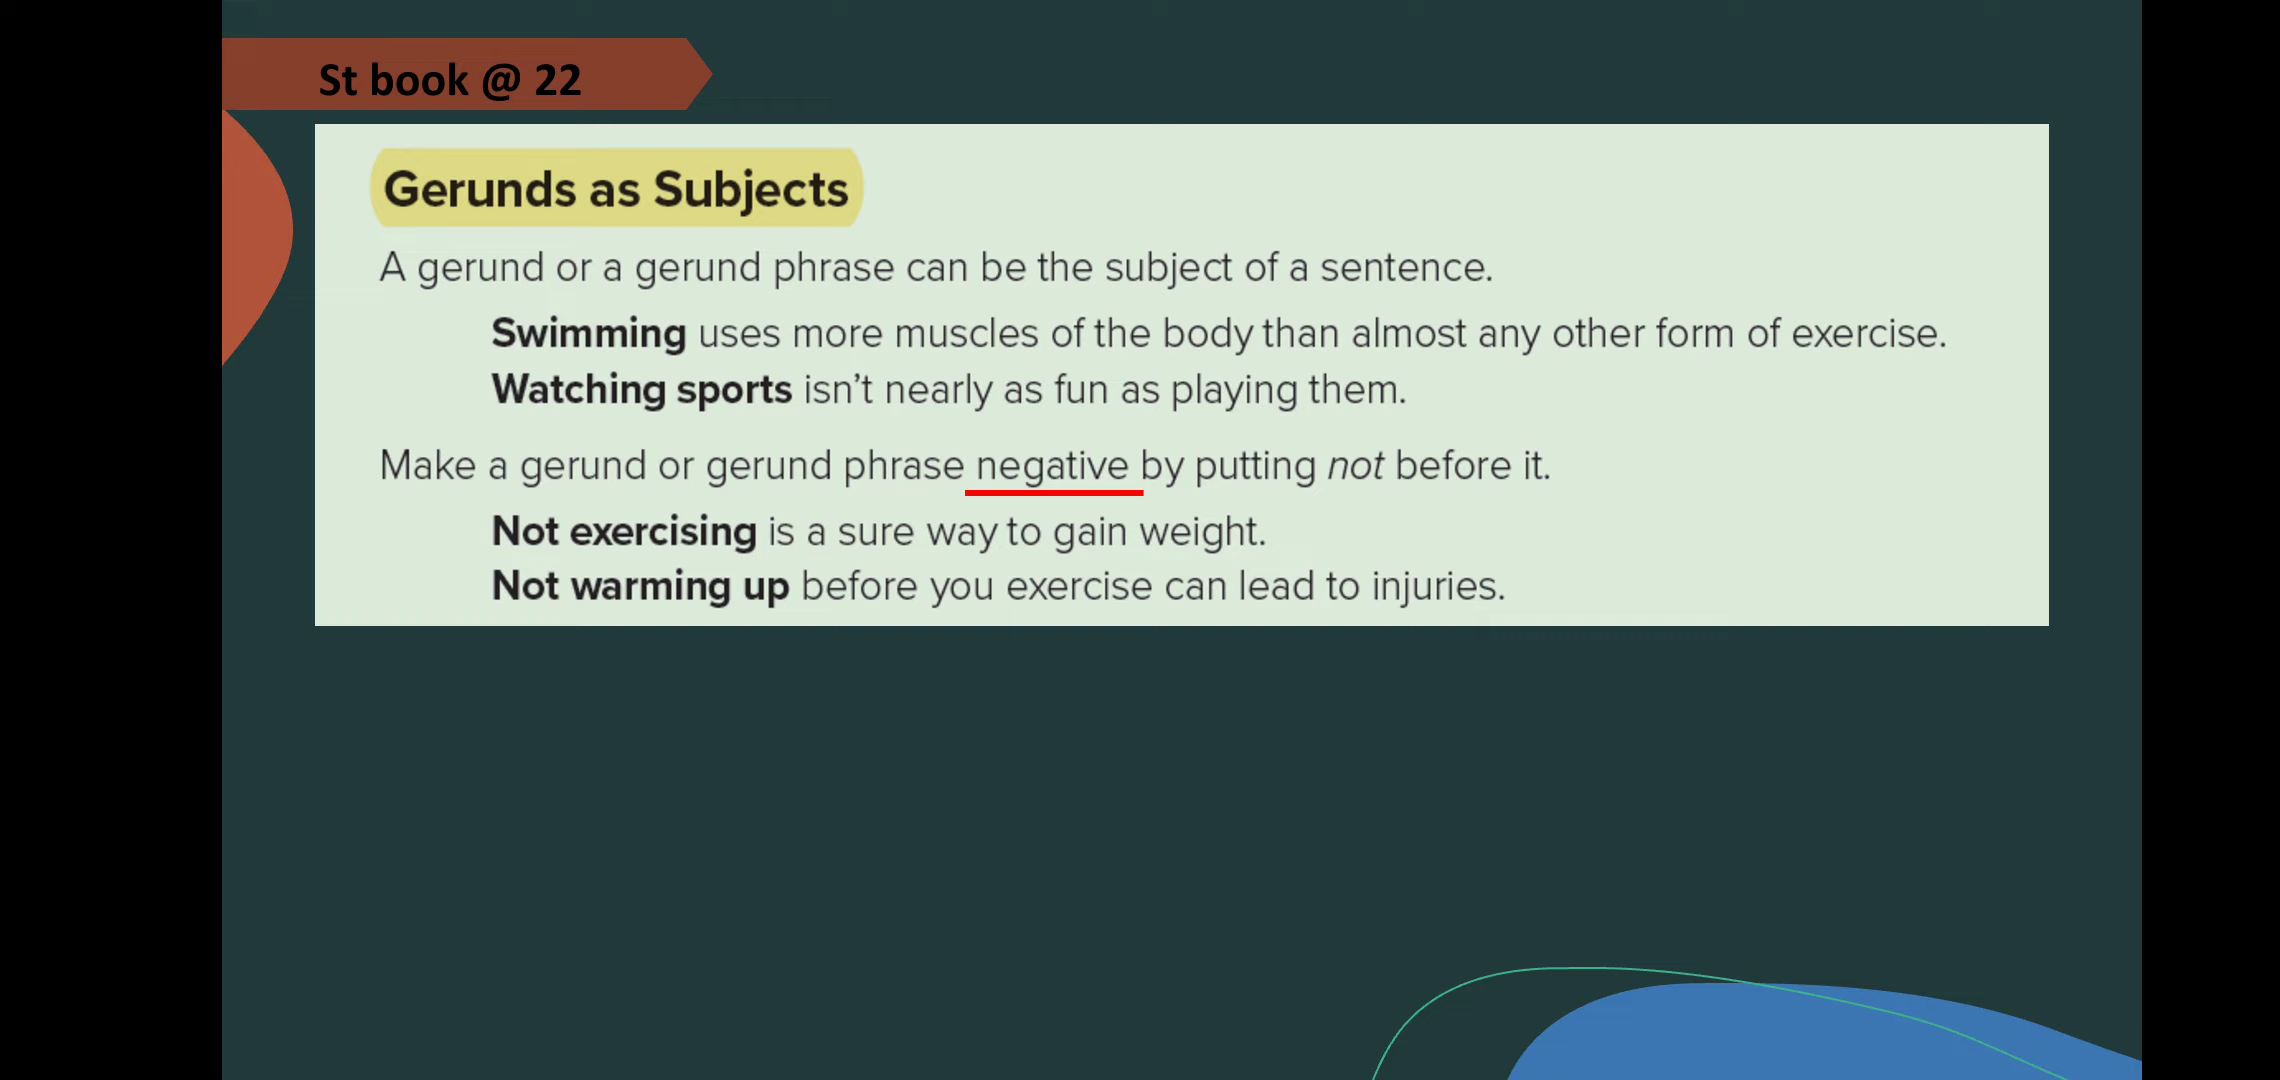 St book @ 22
Gerunds as Subjects
A gerund or a gerund phrase can be the subject of a sentence.
Swimming uses more muscles of the body than almost any other form of exercise.
Watching sports isn’t nearly as fun as playing them.
Make a gerund or gerund phrase negative by putting not before it.
Not exercising is a sure way to gain weight.
Not warming up before you exercise can lead to injuries.